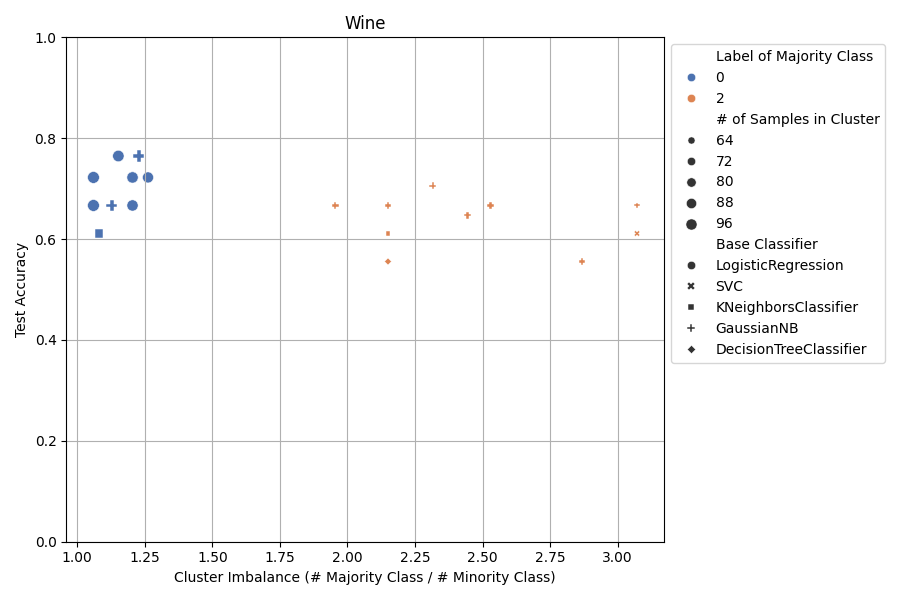 Wine
1.0
0.8
0.6
0.4
0.2
0.0
Test Accuracy
1.00 1.25 1.50 1.75 2.00 2.25 2.50 2.75 3.00
Cluster Imbalance (# Majority Class / # Minority Class)
Label of Majority Class
0
2
# of Samples in Cluster
64
72
80
88
96
Base Classifier
LogisticRegression
SVC
KNeighborsClassifier
GaussianNB
DecisionTreeClassifier